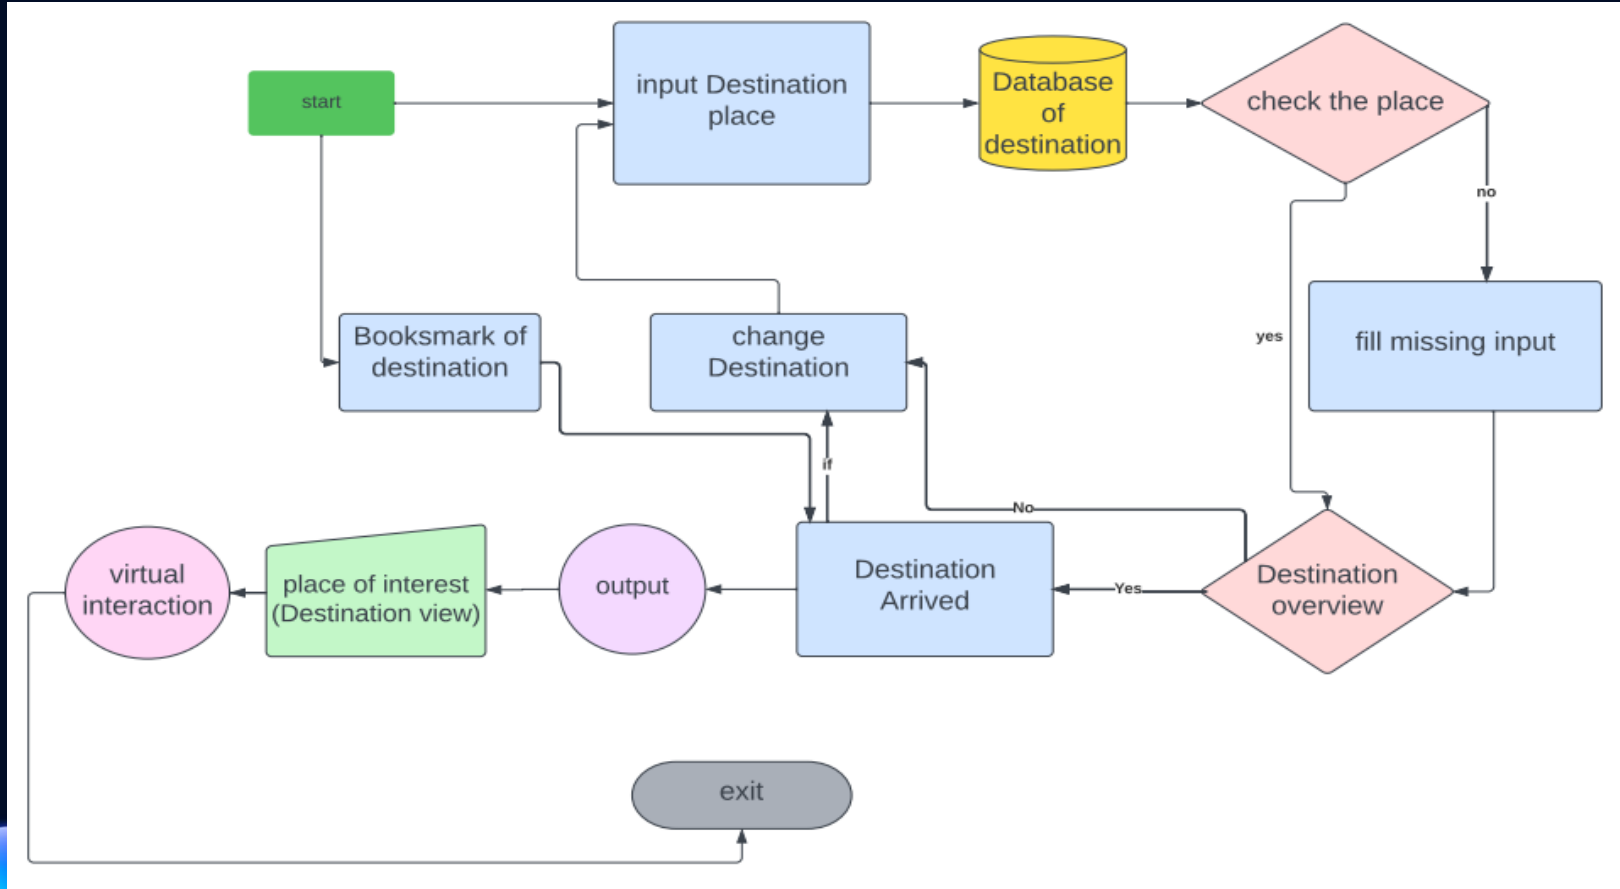 start
input Destination
place
Database
of
destination
check the place
no
yes
fill missing input
Booksmark of
destination
change
Destination
if
No
virtual
interaction
place of interest
(Destination view)
output
Destination
Arrived
Yes
Destination
overview
exit